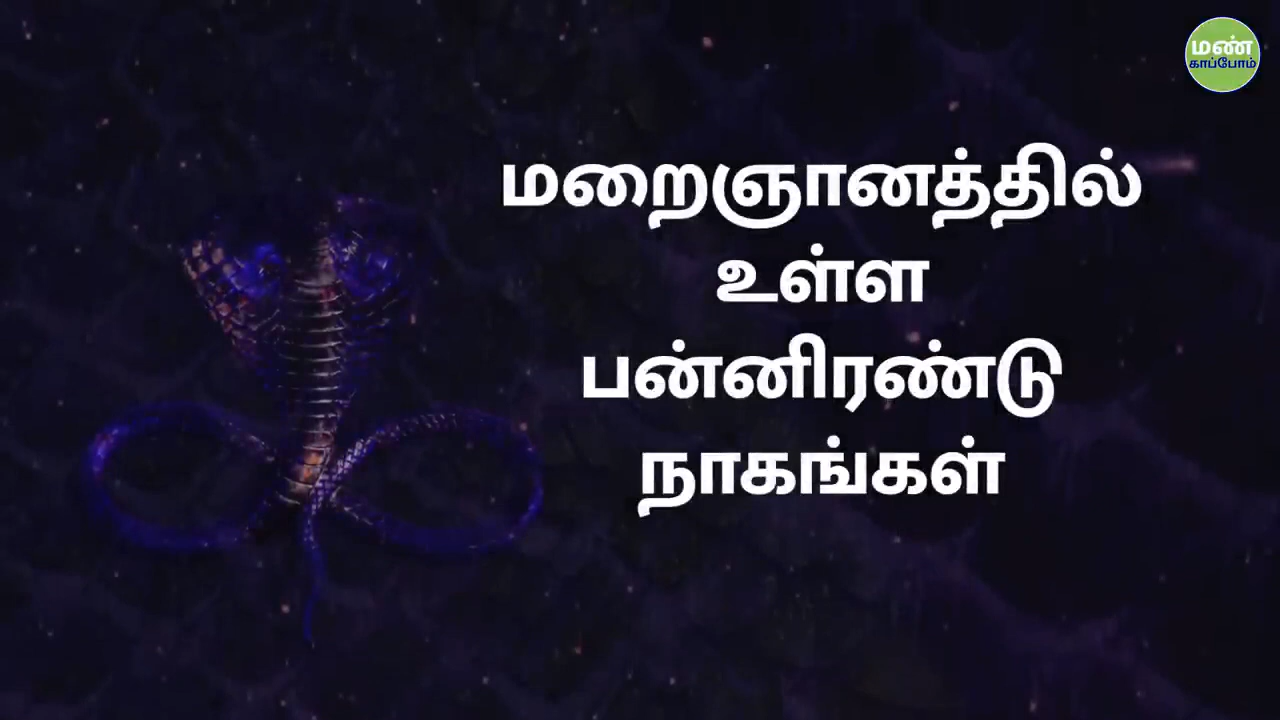 மண்
காப்போம்
மறைஞானத்தில்
உள்ள
பன்னிரண்டு
நாகங்கள்